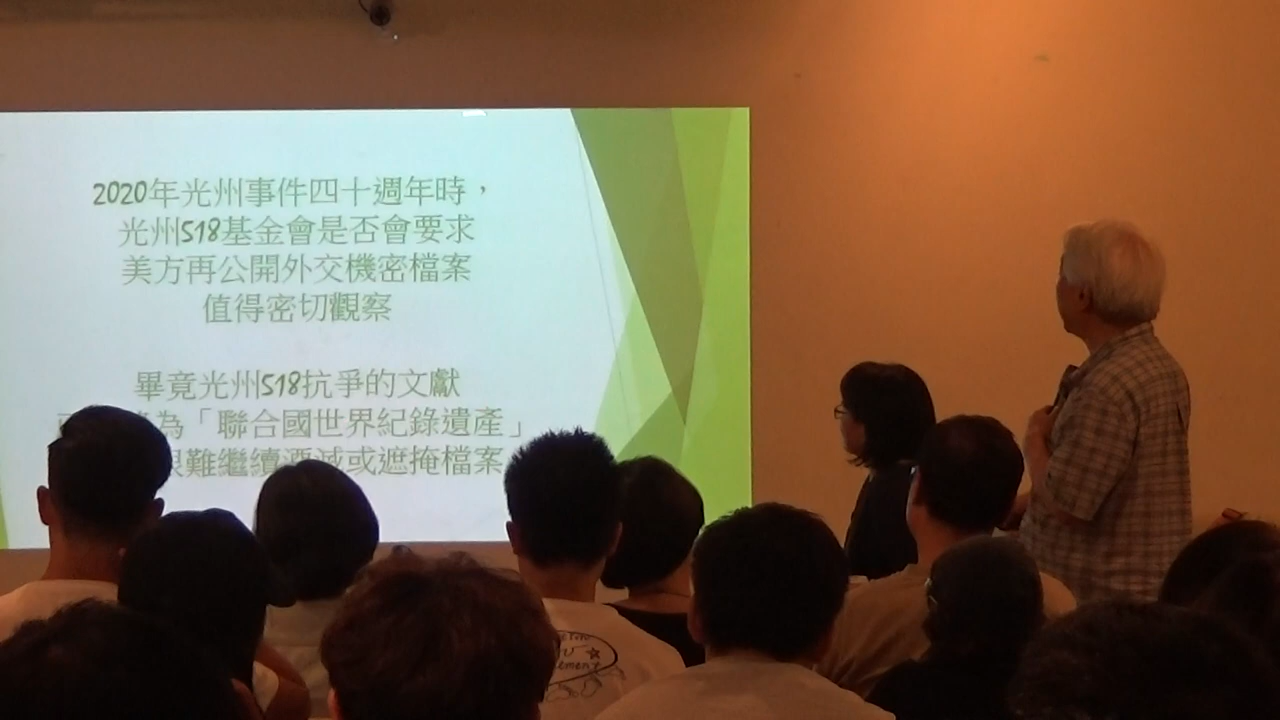 2020年光州事件四十週年時，
光州518基金會是否會要求
美方再公開外交機密檔案
值得密切觀察
畢竟光州518抗爭的文獻
為「聯合國世界紀錄遺產」
難繼續湮滅或遮掩檔案